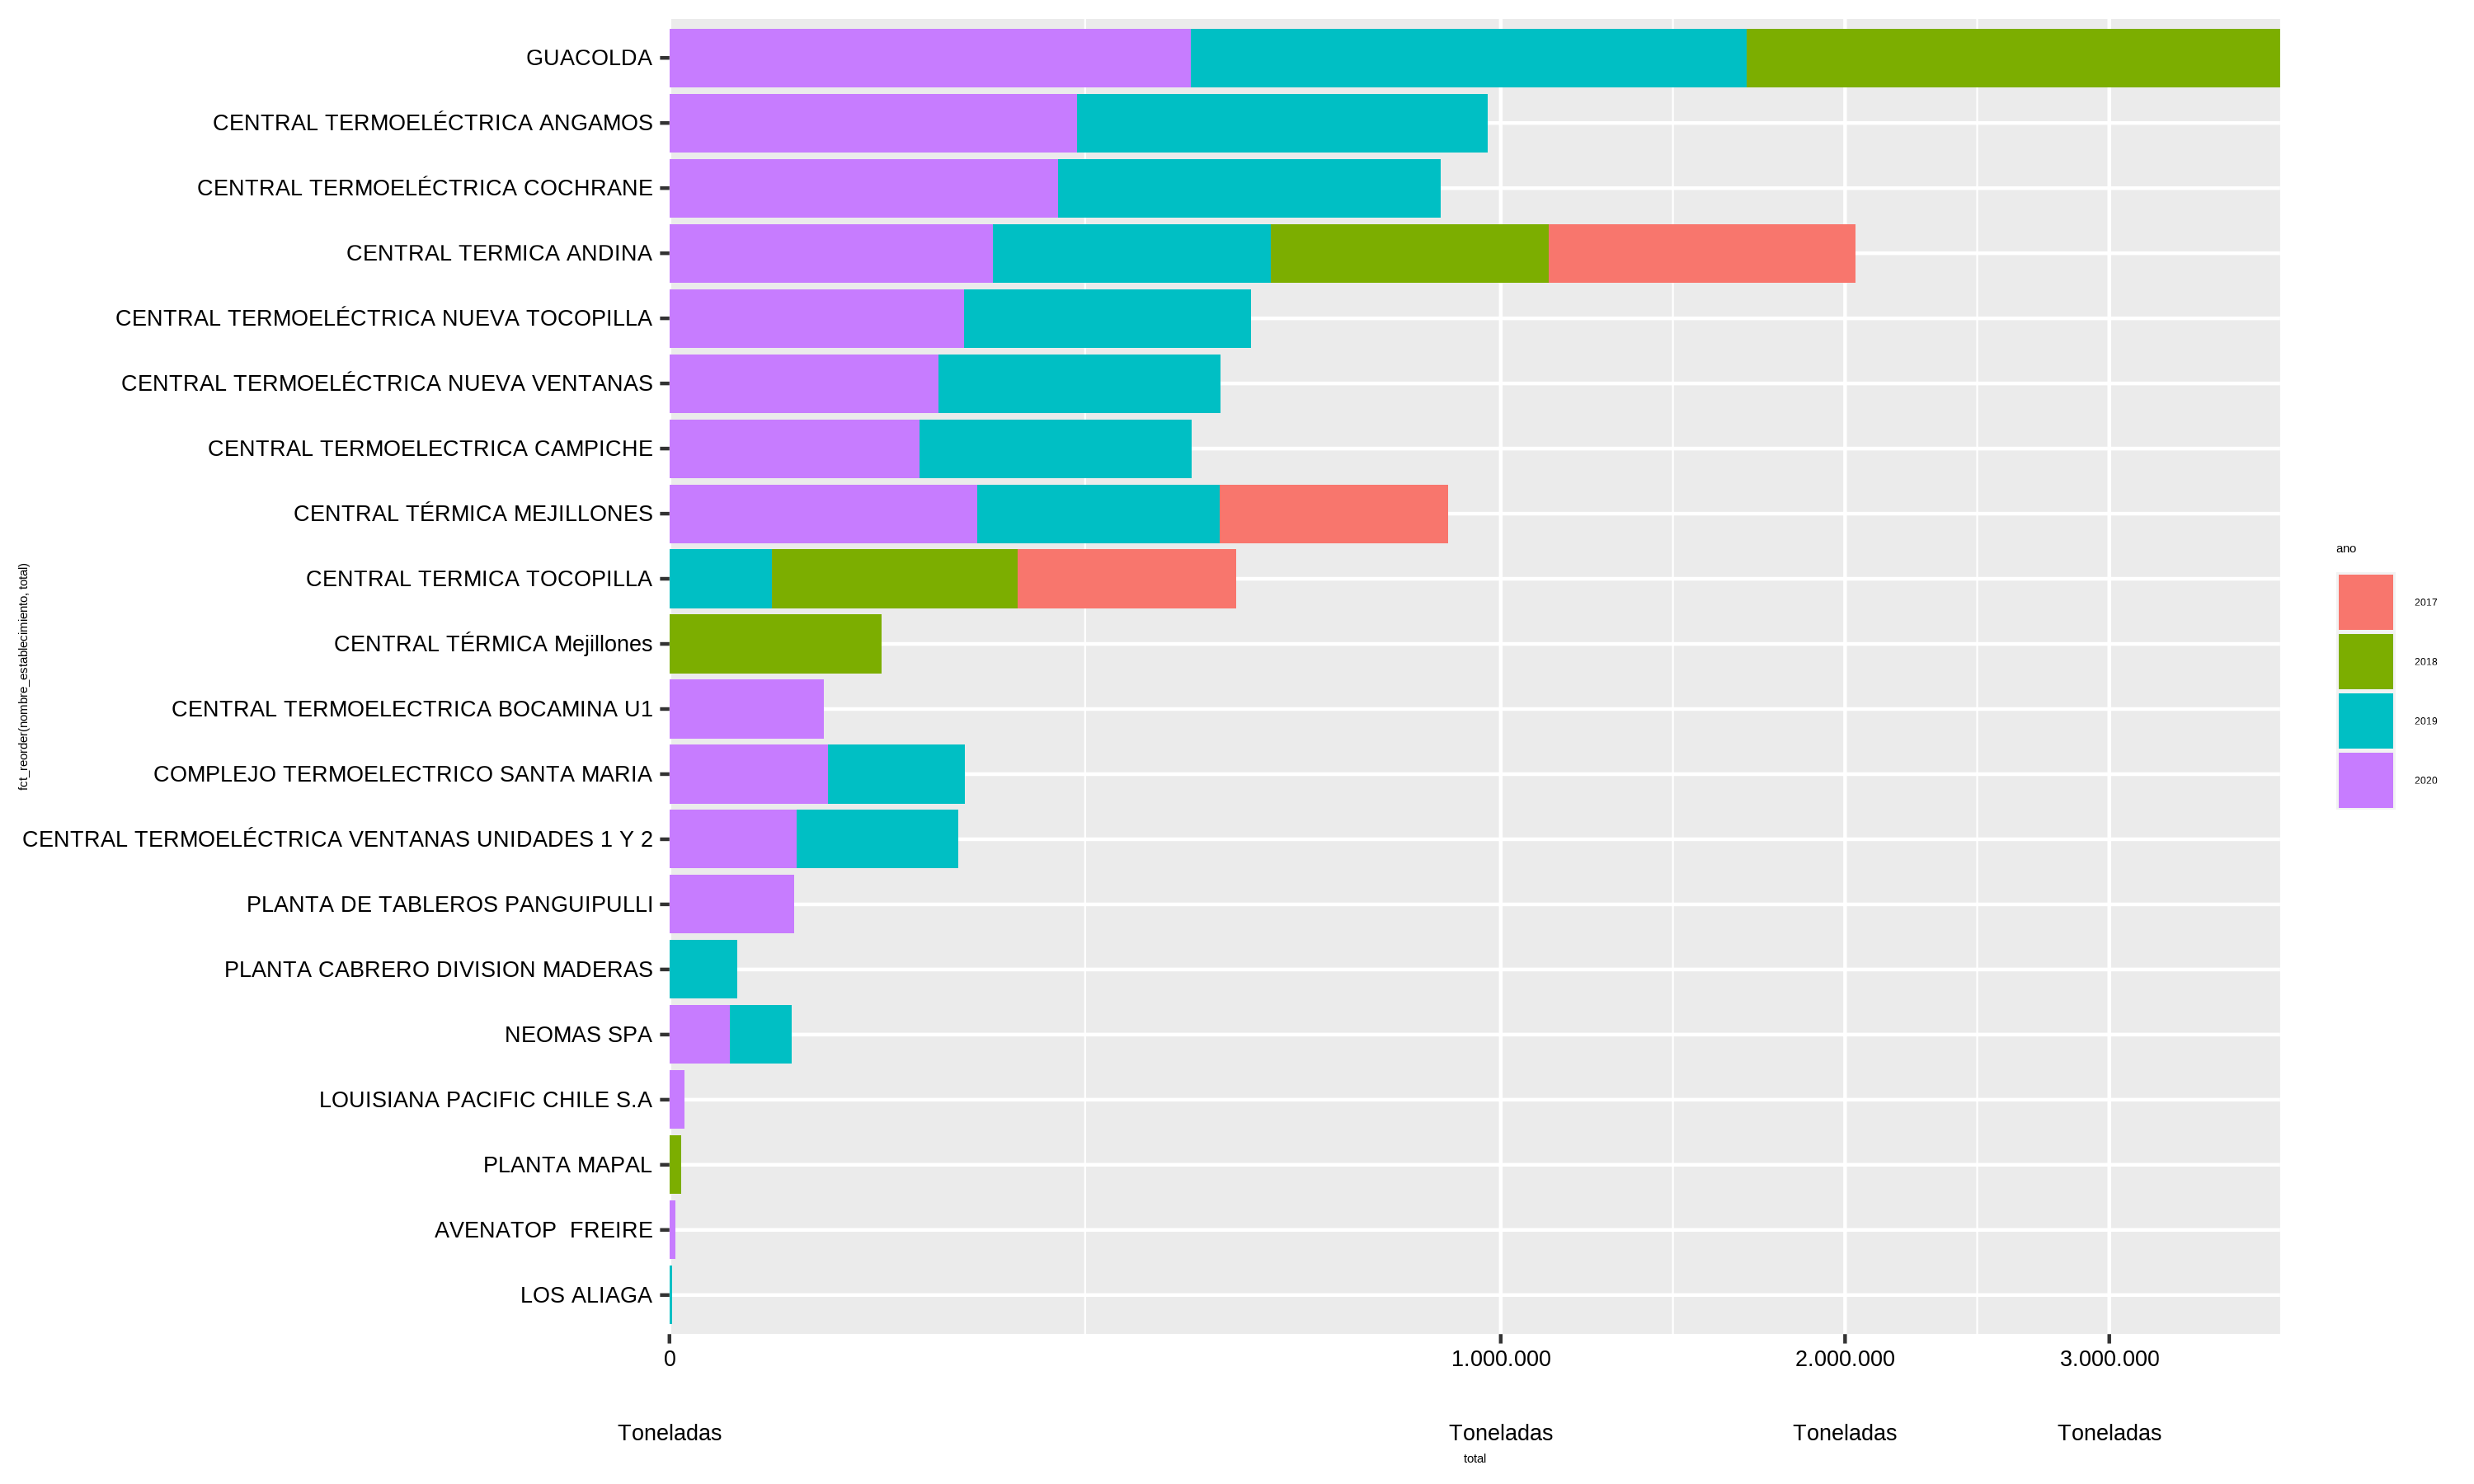 GUACOLDA
CENTRAL TERMOELÉCTRICA ANGAMOS
CENTRAL TERMOELÉCTRICA COCHRANE
CENTRAL TERMICA ANDINA
CENTRAL TERMOELÉCTRICA NUEVA TOCOPILLA
CENTRAL TERMOELÉCTRICA NUEVA VENTANAS
CENTRAL TERMOELECTRICA CAMPICHE
CENTRAL TÉRMICA MEJILLONES
CENTRAL TERMICA TOCOPILLA
CENTRAL TÉRMICA Mejillones
CENTRAL TERMOELECTRICA BOCAMINA U1
COMPLEJO TERMOELECTRICO SANTA MARIA
CENTRAL TERMOELÉCTRICA VENTANAS UNIDADES 1 Y 2
PLANTA DE TABLEROS PANGUIPULLI
PLANTA CABRERO DIVISION MADERAS
NEOMAS SPA
LOUISIANA PACIFIC CHILE S.A
PLANTA MAPAL
AVENATOP  FREIRE
LOS ALIAGA
fct_reorder(nombre_establecimiento, total)
0 1.000.000 2.000.000 3.000.000
Toneladas Toneladas Toneladas Toneladas
total
ano
2017
2018
2019
2020